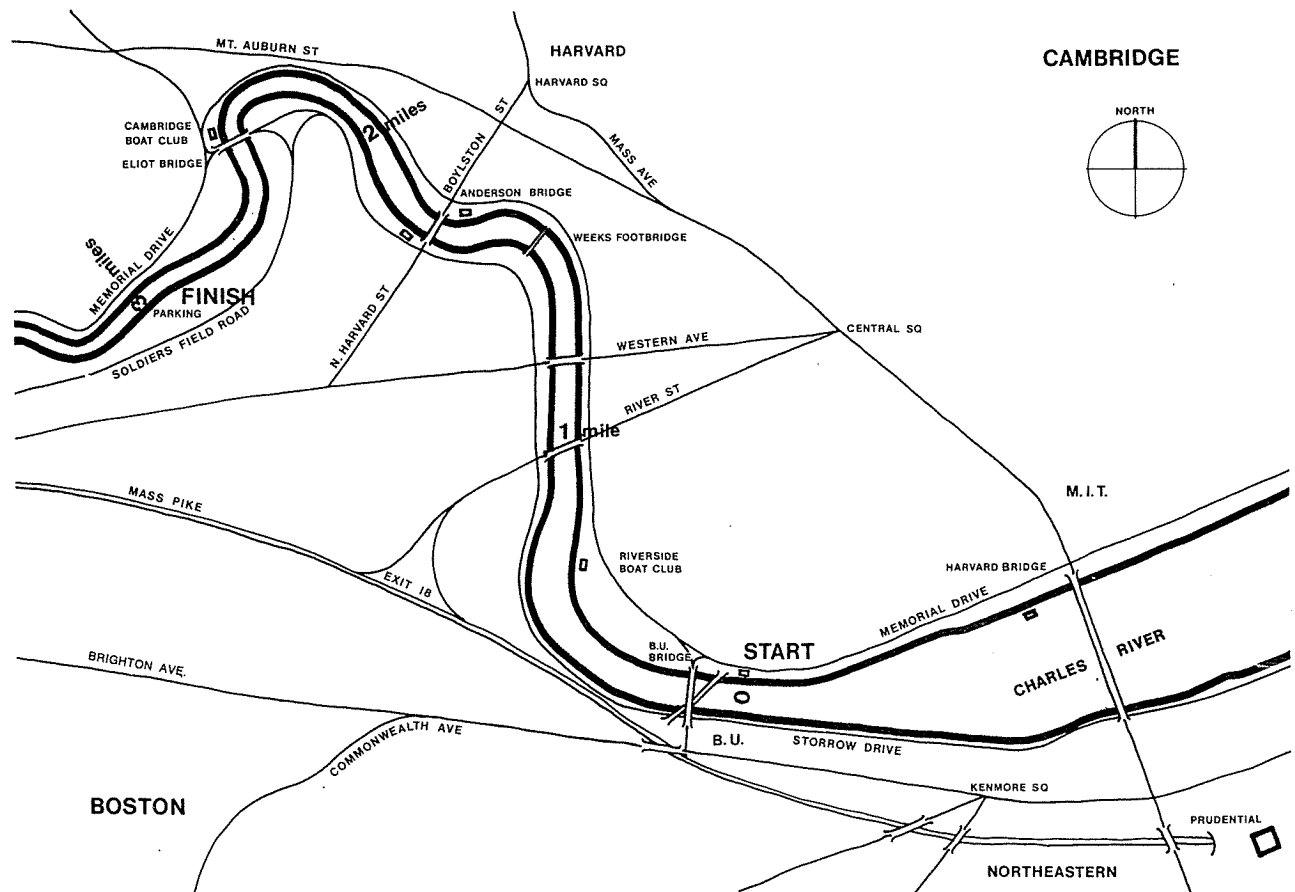 MT. AUBURN ST
HARVARD
CAMBRIDGE
HARVARD SQ
NORTH
CAMBRIDGE
BOAT CLUB
ELIOT BRIDGE
2 miles
BOYLSTON ST
MASS AVE
ANDERSON BRIDGE
WEEKS FOOTBRIDGE
3 miles
MEMORIAL DRIVE
FINISH
PARKING
SOLDIERS FIELD ROAD
N. HARVARD ST
WESTERN AVE
CENTRAL SQ
RIVER ST
1 mile
MASS PIKE
M.I.T.
EXIT 18
RIVERSIDE
BOAT CLUB
HARVARD BRIDGE
MEMORIAL DRIVE
B.U.
BRIDGE
START
0
CHARLES RIVER
BRIGHTON AVE.
COMMONWEALTH AVE
B.U.
STORROW DRIVE
KENMORE SQ
BOSTON
PRUDENTIAL
NORTHEASTERN